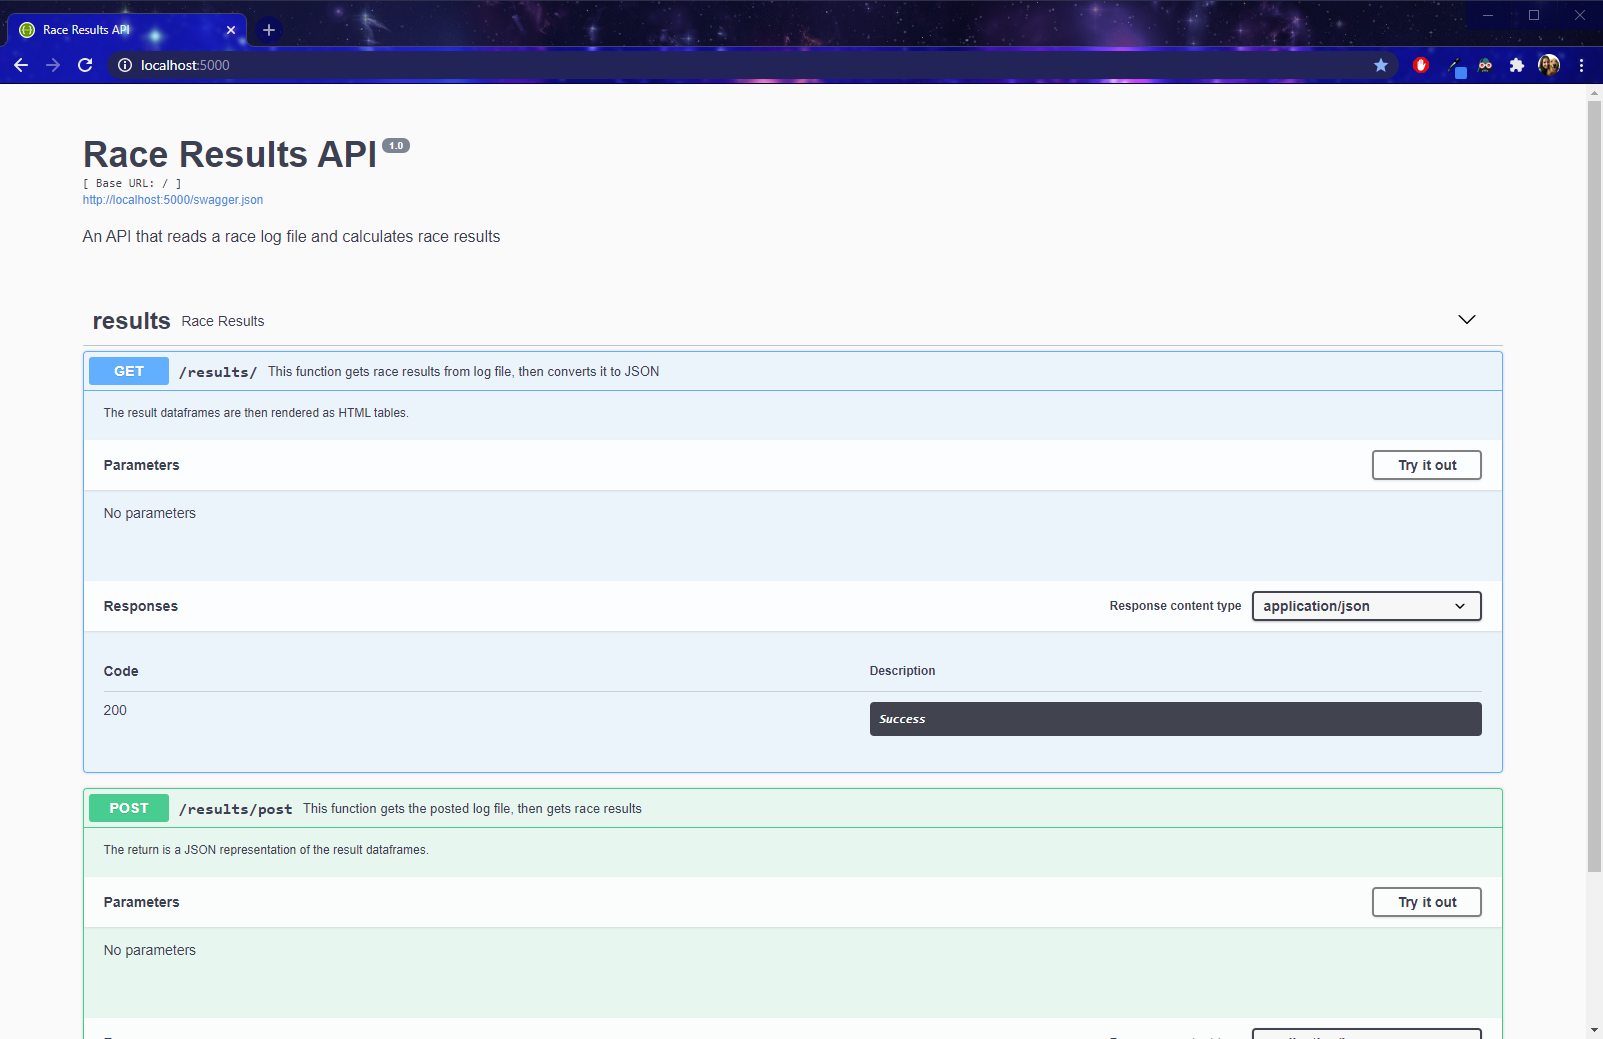 Race Results API
localhost:5000
Race Results API 1.0
[ Base URL: / ]
http://localhost:5000/swagger.json
An API that reads a race log file and calculates race results
results Race Results
GET /results/ This function gets race results from log file, then converts it to JSON
The result dataframes are then rendered as HTML tables.
Parameters Try it out
No parameters
Responses Response content type application/json
Code Description
200 Success
POST /results/post This function gets the posted log file, then gets race results
The return is a JSON representation of the result dataframes.
Parameters Try it out
No parameters